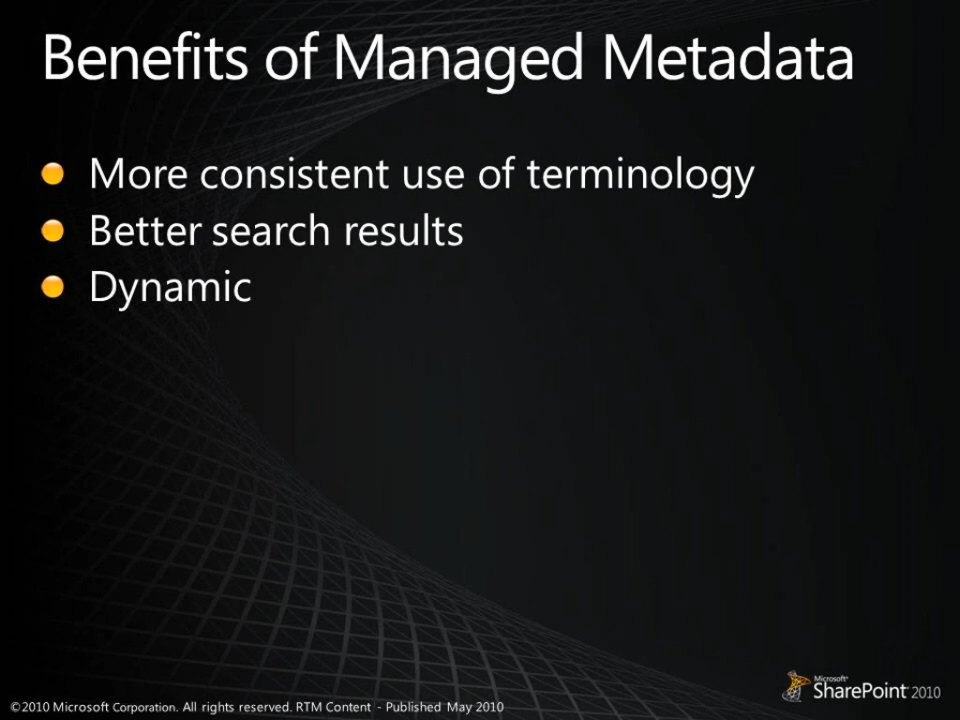 Benefits of Managed Metadata
More consistent use of terminology
Better search results
Dynamic
Microsoft®
SharePoint 2010
©2010 Microsoft Corporation. All rights reserved. RTM Content - Published May 2010